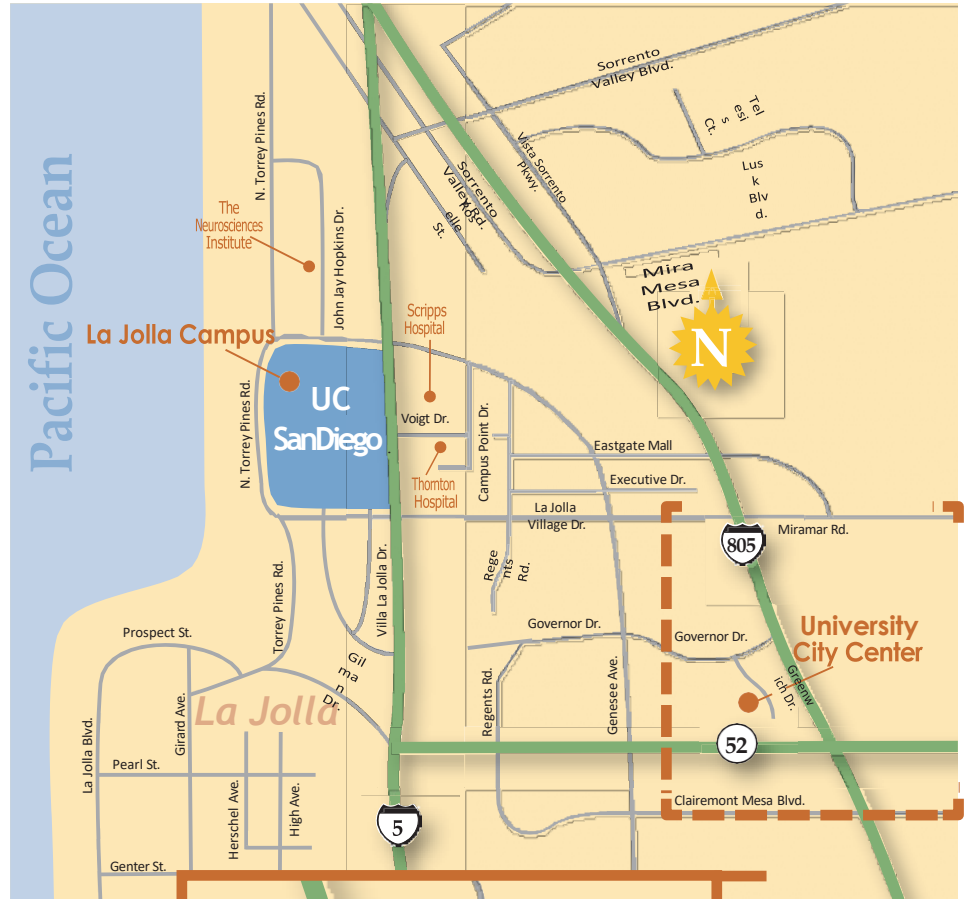 Sorrento
Valley Blvd.
Tel
esi
s
Ct.
N. Torrey Pines Rd.
Vista Sorrento
Pkwy.
Sorrento
Valley Rd.
Ros
elle
St.
Lus
k
Blv
d.
The
Neurosciences
Institute
John Jay Hopkins Dr.
Pacific Ocean
Mira
Mesa
Blvd.
N
Scripps
Hospital
La Jolla Campus
UC
SanDiego
N. Torrey Pines Rd.
Voigt Dr.
Campus Point Dr.
Eastgate Mall
Thornton
Hospital
Executive Dr.
La Jolla
Village Dr.
Miramar Rd.
805
Rege
nts
Rd.
Villa La Jolla Dr.
Torrey Pines Rd.
Prospect St.
Governor Dr.
Governor Dr.
University
City Center
Gil
ma
n
Dr.
Greenw
ich Dr.
Regents Rd.
Genesee Ave.
La Jolla
Girard Ave.
La Jolla Blvd.
52
Pearl St.
Herschel Ave.
High Ave.
Clairemont Mesa Blvd.
5
Genter St.